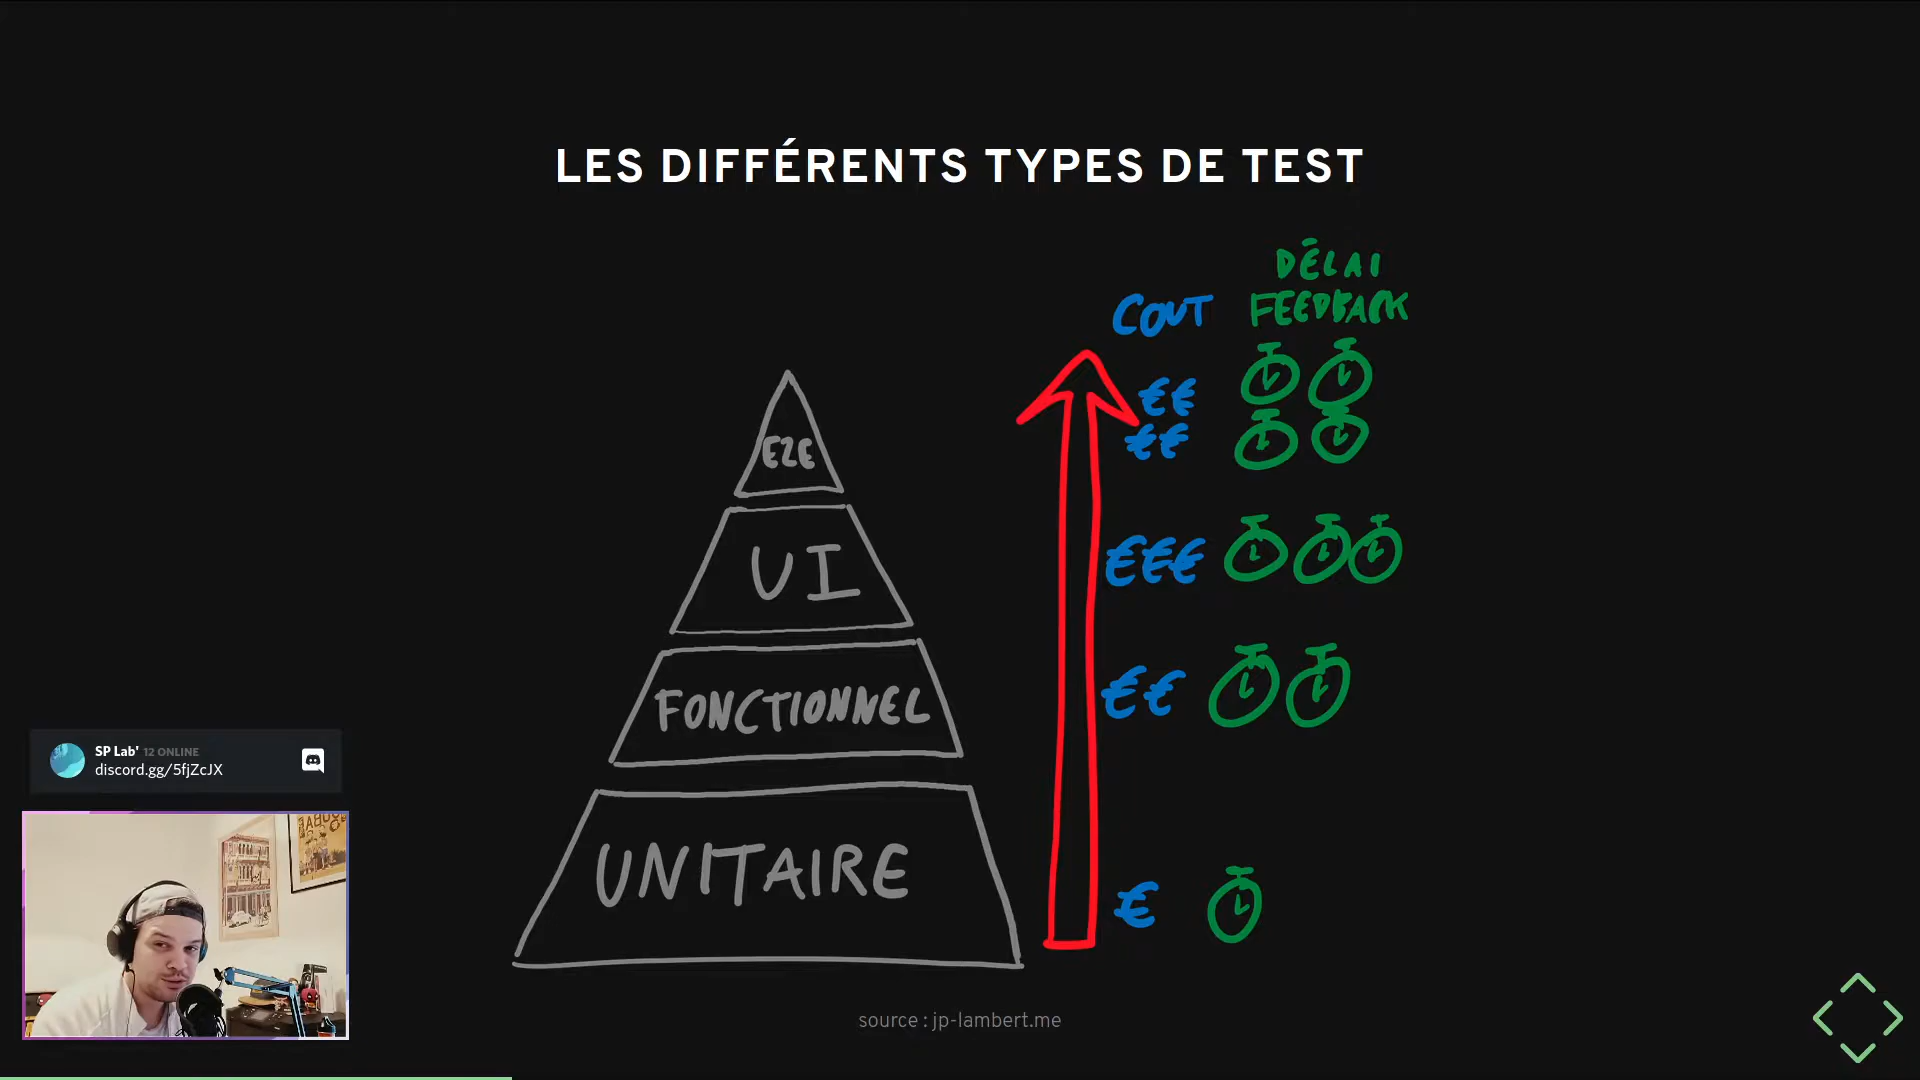 LES DIFFÉRENTS TYPES DE TEST
DÉLAI
COUT FEEDBACK
€€
E2E €€
UI €€€
FONCTIONNEL €€
UNITAIRE €
SP Lab' 12 ONLINE
discord.gg/5fjZcJX
source : jp-lambert.me